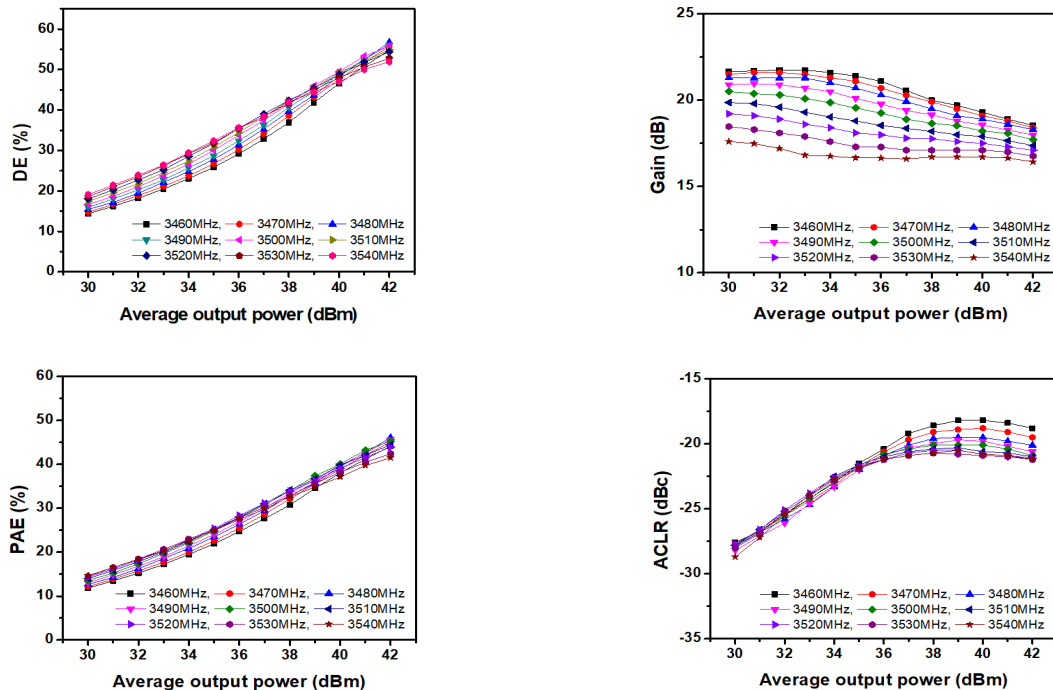 60
50
40
30
20
10
0
DE (%)
3460MHz, 3470MHz, 3480MHz
3490MHz, 3500MHz, 3510MHz
3520MHz, 3530MHz, 3540MHz
30 32 34 36 38 40 42
Average output power (dBm)
25
20
15
10
Gain (dB)
3460MHz, 3470MHz, 3480MHz
3490MHz, 3500MHz, 3510MHz
3520MHz, 3530MHz, 3540MHz
30 32 34 36 38 40 42
Average output power (dBm)
60
50
40
30
20
10
0
PAE (%)
3460MHz, 3470MHz, 3480MHz
3490MHz, 3500MHz, 3510MHz
3520MHz, 3530MHz, 3540MHz
30 32 34 36 38 40 42
Average output power (dBm)
-15
-20
-25
-30
-35
ACLR (dBc)
3460MHz, 3470MHz, 3480MHz
3490MHz, 3500MHz, 3510MHz
3520MHz, 3530MHz, 3540MHz
30 32 34 36 38 40 42
Average output power (dBm)